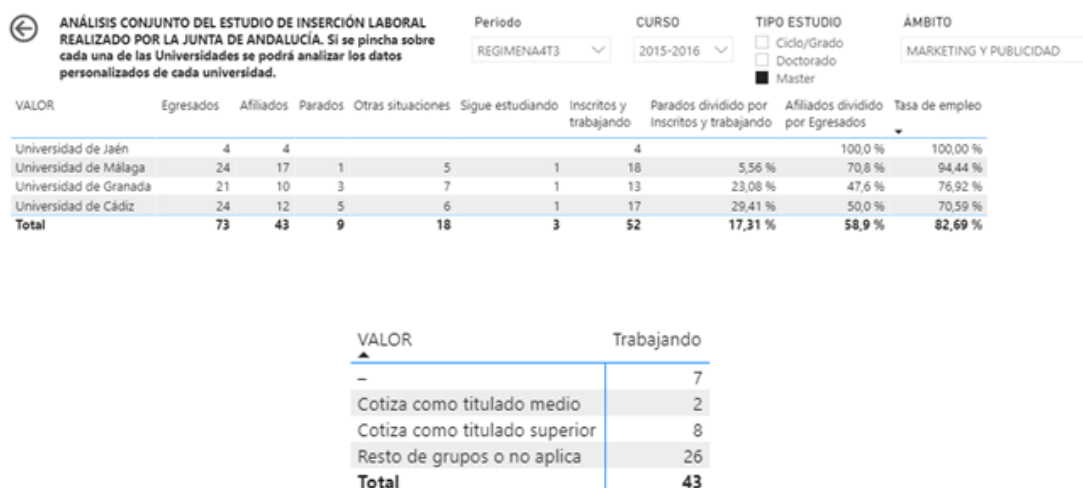 ANÁLISIS CONJUNTO DEL ESTUDIO DE INSERCIÓN LABORAL
REALIZADO POR LA JUNTA DE ANDALUCÍA. Si se pincha sobre
cada una de las Universidades se podrá analizar los datos
personalizados de cada universidad.
Periodo
REGIMENA4T3
CURSO
2015-2016
TIPO ESTUDIO
Ciclo/Grado
Doctorado
Master
ÁMBITO
MARKETING Y PUBLICIDAD
VALOR Egresados Afiliados Parados Otras situaciones Sigue estudiando Inscritos y trabajando Parados dividido por Inscritos y trabajando Afiliados dividido por Egresados Tasa de empleo
Universidad de Jaén 4 4 4 100,0 % 100,00 %
Universidad de Málaga 24 17 1 5 1 18 5,56 % 70,8 % 94,44 %
Universidad de Granada 21 10 3 7 1 13 23,08 % 47,6 % 76,92 %
Universidad de Cádiz 24 12 5 6 1 17 29,41 % 50,0 % 70,59 %
Total 73 43 9 18 3 52 17,31 % 58,9 % 82,69 %
VALOR Trabajando
– 7
Cotiza como titulado medio 2
Cotiza como titulado superior 8
Resto de grupos o no aplica 26
Total 43